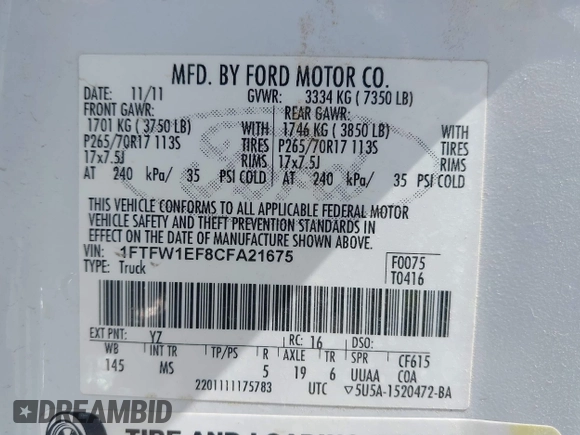 MFD. BY FORD MOTOR CO.
DATE: 11/11 GVWR: 3334 KG ( 7350 LB)
FRONT GAWR: REAR GAWR:
1701 KG (3750 LB) WITH 1746 KG ( 3850 LB) WITH
P265/70R17 113S TIRES P265/70R17 113S TIRES
17x7.5J RIMS 17x7.5J RIMS
AT 240 kPa/ 35 PSI COLD AT 240 kPa/ 35 PSI COLD
THIS VEHICLE CONFORMS TO ALL APPLICABLE FEDERAL MOTOR
VEHICLE SAFETY AND THEFT PREVENTION STANDARDS IN
EFFECT ON THE DATE OF MANUFACTURE SHOWN ABOVE.
VIN: 1FTFW1EF8CFA21675 F0075
TYPE: Truck T0416
EXT PNT: YZ RC: 16 DSO:
WB INT TR TP/PS R AXLE TR SPR CF615
145 MS 5 19 6 UUAA COA
2201111175783 UTC ▽5U5A-1520472-BA
RIDESAFELY